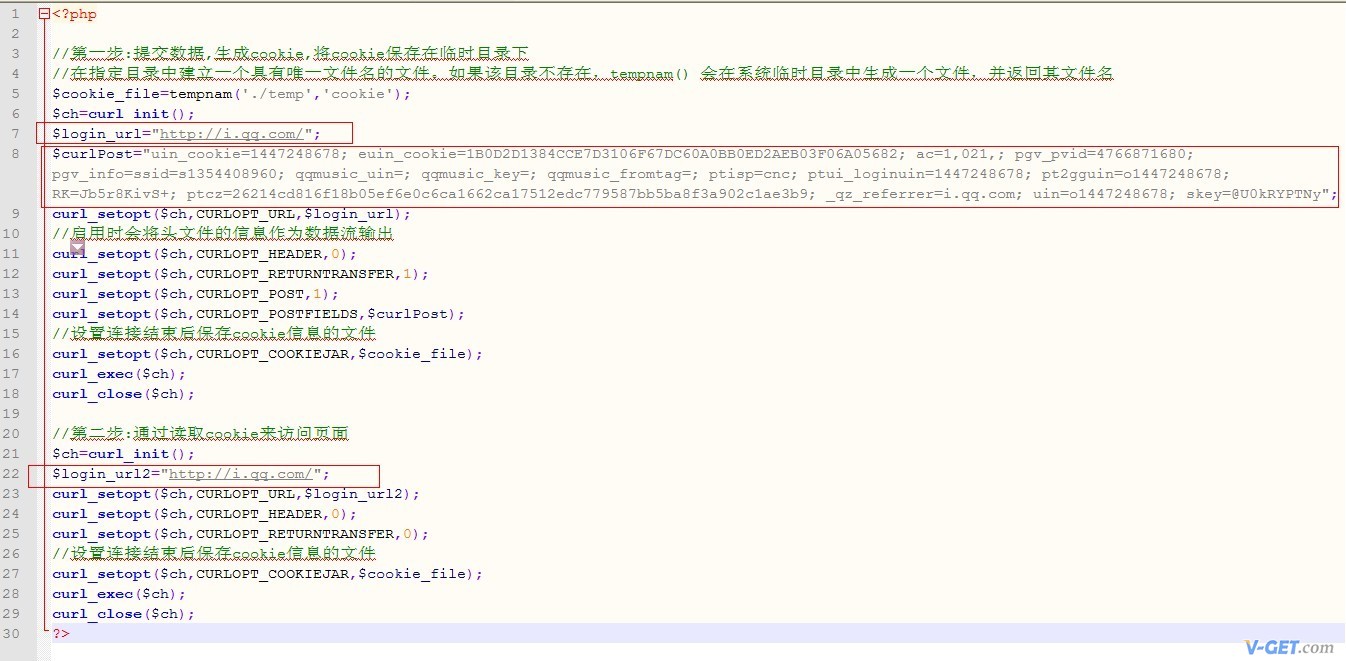 1 <?php
2
3 //第一步:提交数据,生成cookie,将cookie保存在临时目录下
4 //在指定目录中建立一个具有唯一文件名的文件。如果该目录不存在，tempnam() 会在系统临时目录中生成一个文件，并返回其文件名
5 $cookie_file=tempnam('./temp','cookie');
6 $ch=curl_init();
7 $login_url="http://i.qq.com/";
8 $curlPost="uin_cookie=1447248678; euin_cookie=1B0D2D1384CCE7D3106F67DC60A0BB0ED2AEB03F06A05682; ac=1,021,; pgv_pvid=4766871680;
pgv_info=ssid=s1354408960; qqmusic_uin=; qqmusic_key=; qqmusic_fromtag=; ptisp=cnc; ptui_loginuin=1447248678; pt2gguin=o1447248678;
RK=Jb5r8KivS+; ptcz=26214cd816f18b05ef6e0c6ca1662ca17512edc779587bb5ba8f3a902c1ae3b9; _qz_referrer=i.qq.com; uin=o1447248678; skey=@U0kRYPTNy";
9 curl_setopt($ch,CURLOPT_URL,$login_url);
10 //启用时会将头文件的信息作为数据流输出
11 curl_setopt($ch,CURLOPT_HEADER,0);
12 curl_setopt($ch,CURLOPT_RETURNTRANSFER,1);
13 curl_setopt($ch,CURLOPT_POST,1);
14 curl_setopt($ch,CURLOPT_POSTFIELDS,$curlPost);
15 //设置连接结束后保存cookie信息的文件
16 curl_setopt($ch,CURLOPT_COOKIEJAR,$cookie_file);
17 curl_exec($ch);
18 curl_close($ch);
19
20 //第二步:通过读取cookie来访问页面
21 $ch=curl_init();
22 $login_url2="http://i.qq.com/";
23 curl_setopt($ch,CURLOPT_URL,$login_url2);
24 curl_setopt($ch,CURLOPT_HEADER,0);
25 curl_setopt($ch,CURLOPT_RETURNTRANSFER,0);
26 //设置连接结束后保存cookie信息的文件
27 curl_setopt($ch,CURLOPT_COOKIEJAR,$cookie_file);
28 curl_exec($ch);
29 curl_close($ch);
30 ?>
V-GET.com